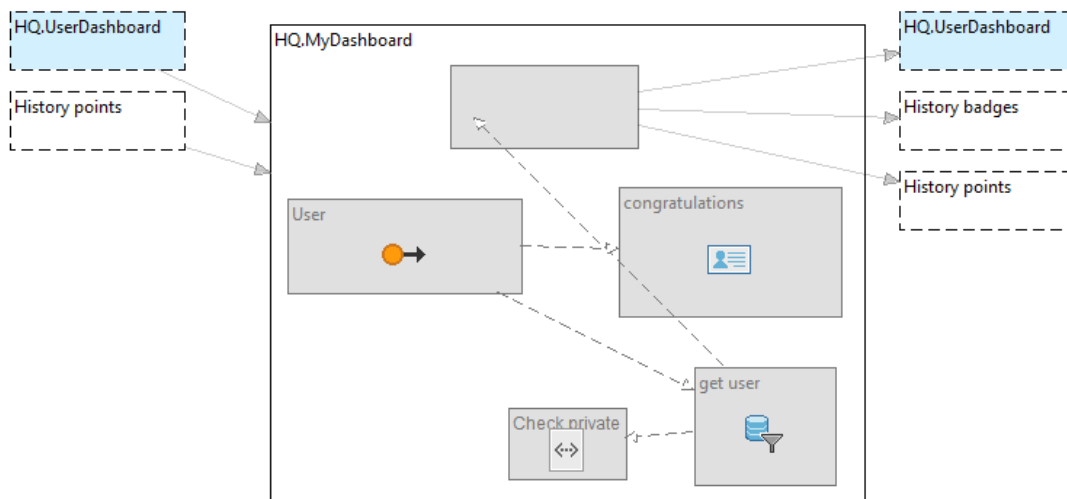 HQ.UserDashboard
History points
HQ.MyDashboard
User
congratulations
get user
Check private
HQ.UserDashboard
History badges
History points